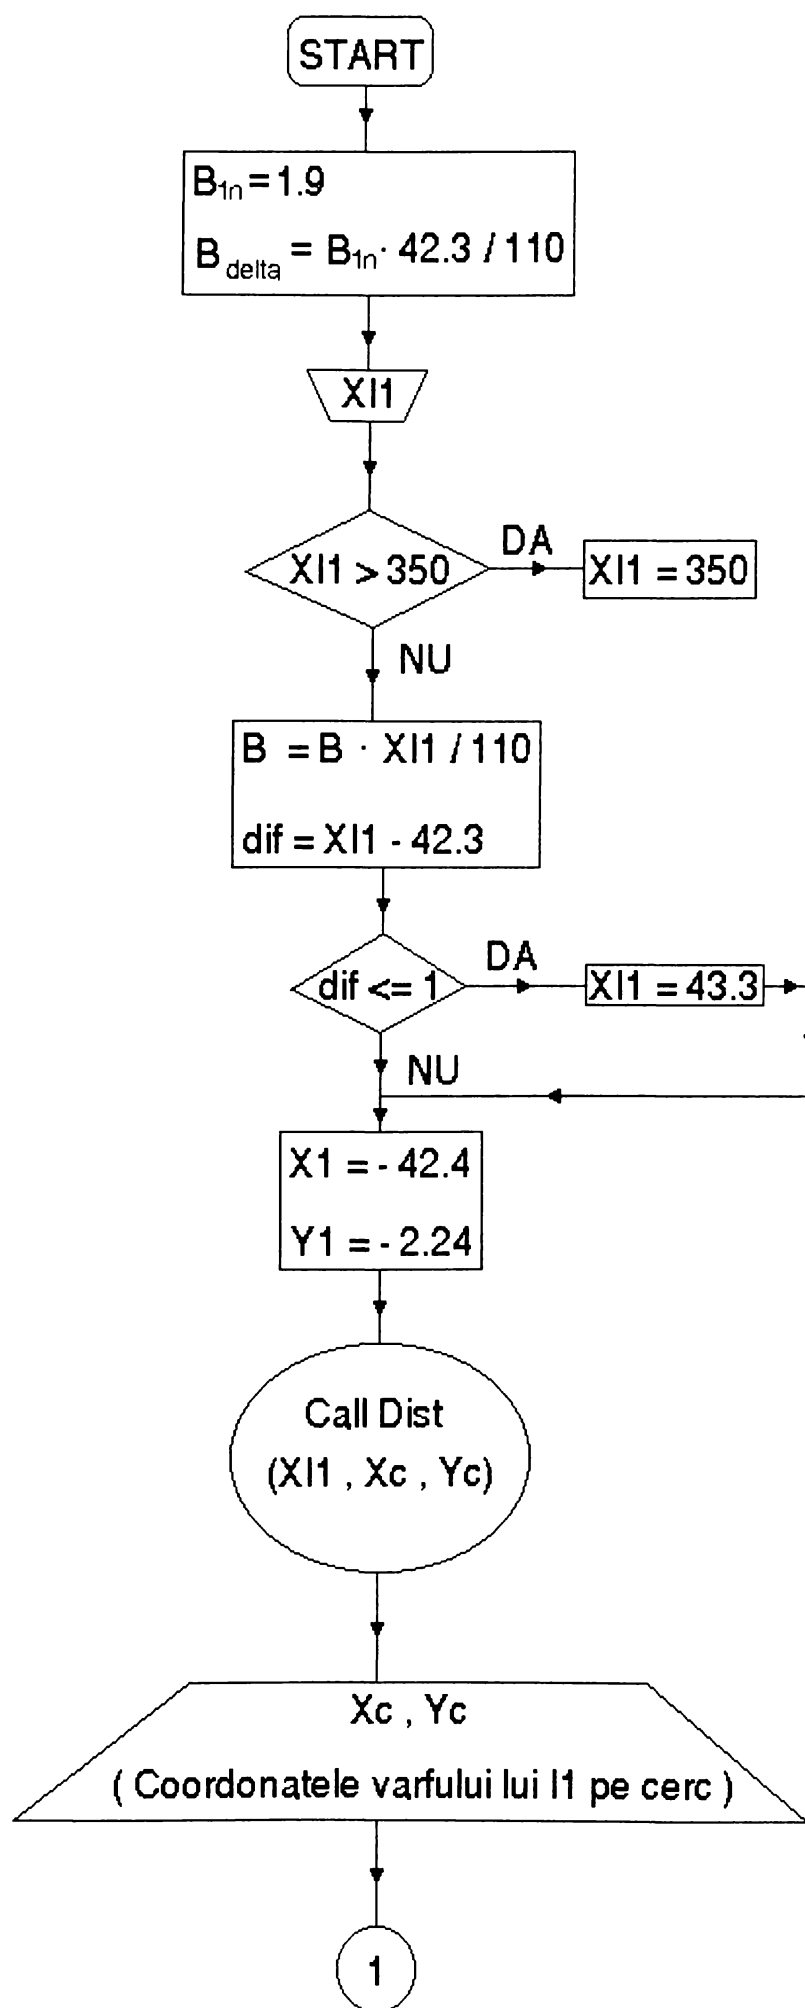 START
B1n = 1.9
Bdelta = B1n · 42.3 / 110
XI1
XI1 > 350
DA
XI1 = 350
NU
B = B · XI1 / 110
dif = XI1 - 42.3
dif <= 1
DA
XI1 = 43.3
NU
X1 = - 42.4
Y1 = - 2.24
Call Dist
(XI1 , Xc , Yc)
Xc , Yc
( Coordonatele varfului lui I1 pe cerc )
1